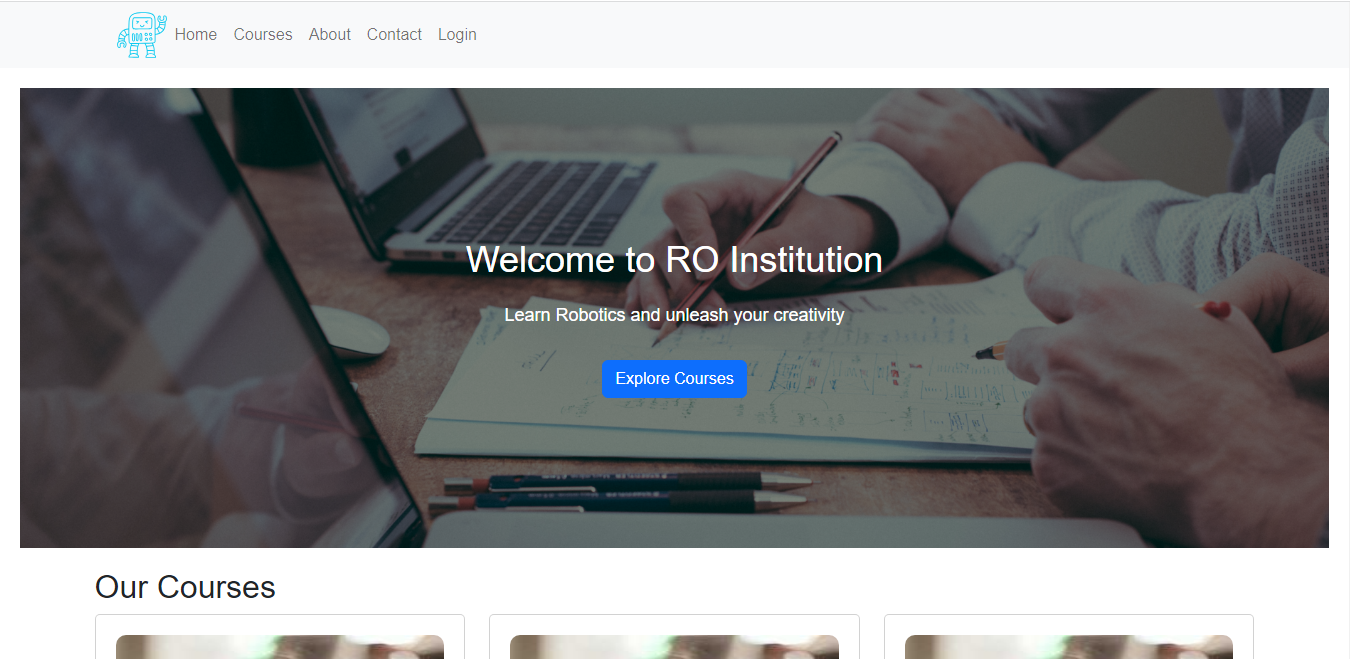 Home Courses About Contact Login
Welcome to RO Institution
Learn Robotics and unleash your creativity
Explore Courses
Our Courses